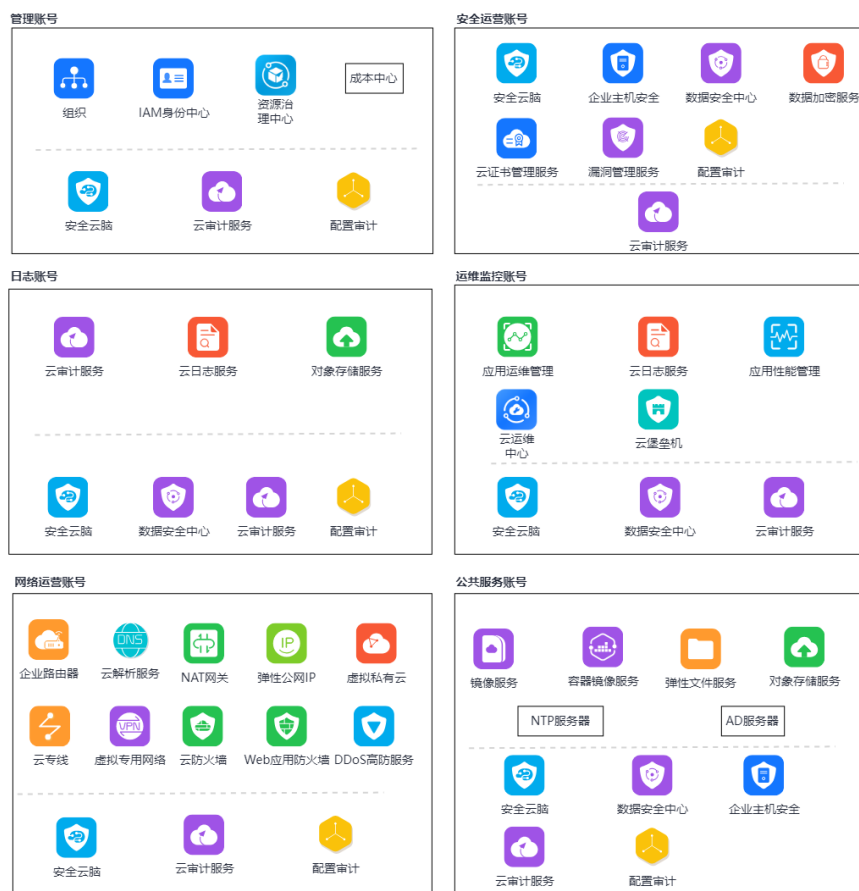 管理账号
组织
IAM身份中心
资源治
理中心
成本中心
安全云脑
云审计服务
配置审计
安全运营账号
安全云脑
企业主机安全
数据安全中心
数据加密服务
云证书管理服务
漏洞管理服务
配置审计
云审计服务
日志账号
云审计服务
云日志服务
对象存储服务
安全云脑
数据安全中心
云审计服务
配置审计
运维监控账号
应用运维管理
云日志服务
应用性能管理
云运维
中心
云堡垒机
安全云脑
数据安全中心
云审计服务
网络运营账号
DNS
IP
企业路由器
云解析服务
NAT网关
弹性公网IP
虚拟私有云
VPN
云专线
虚拟专用网络
云防火墙
Web应用防火墙
DDoS高防服务
安全云脑
云审计服务
配置审计
公共服务账号
镜像服务
容器镜像服务
弹性文件服务
对象存储服务
NTP服务器
AD服务器
安全云脑
数据安全中心
企业主机安全
云审计服务
配置审计